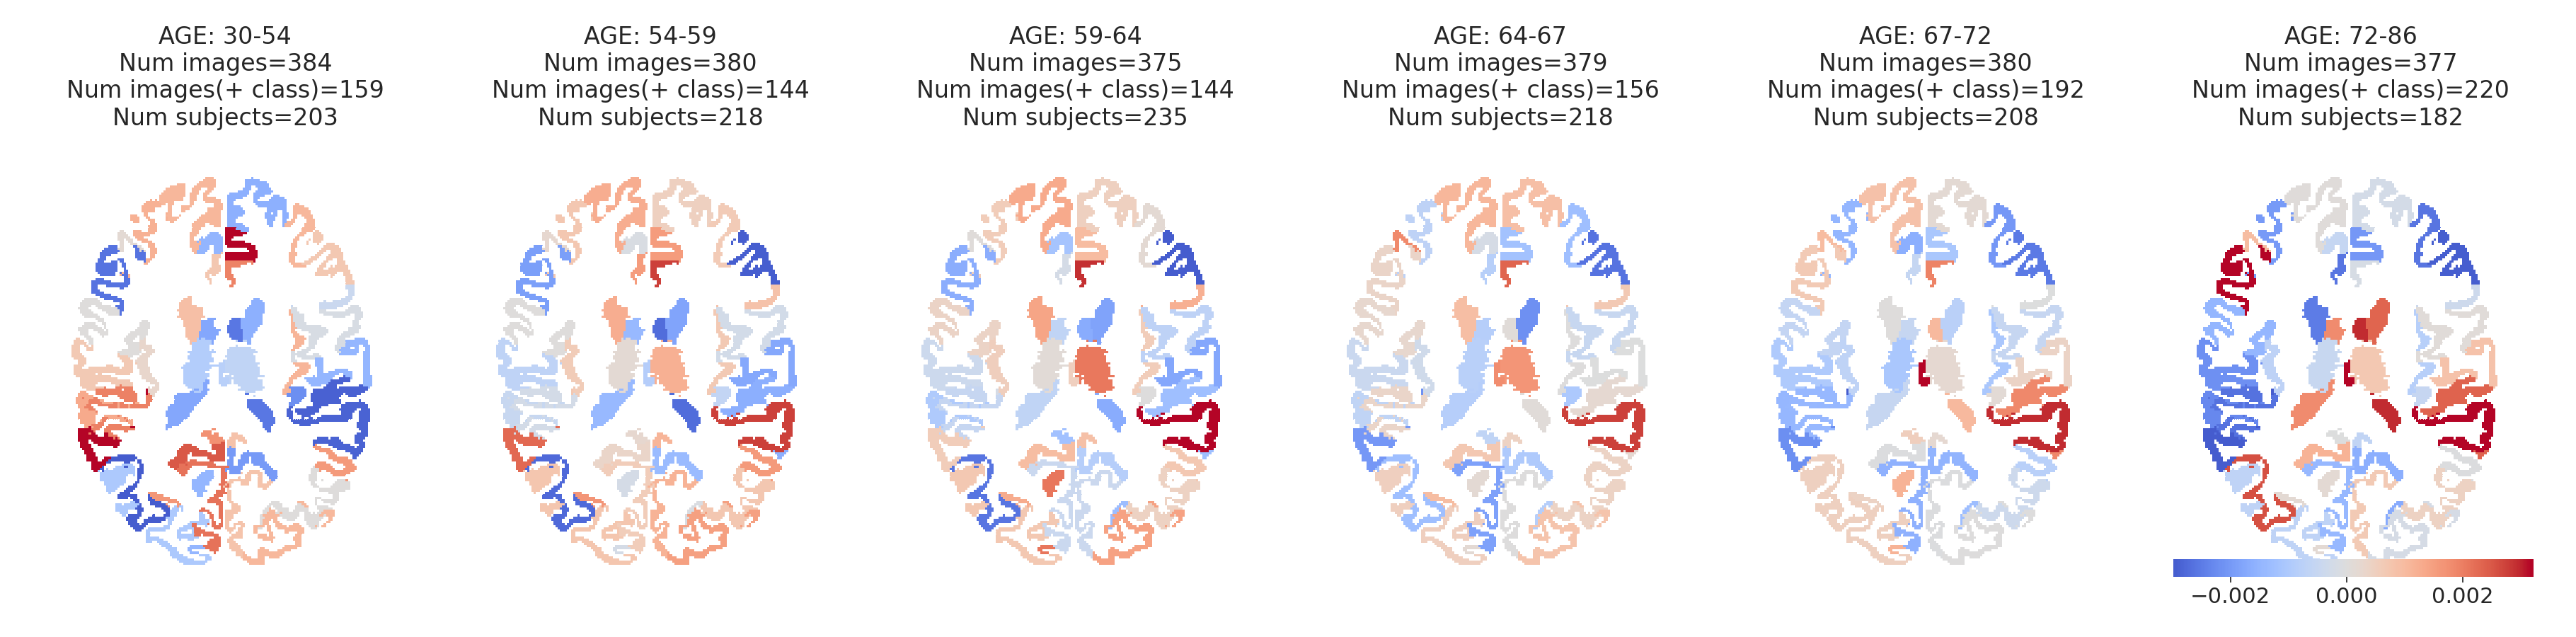 AGE: 30-54
Num images=384
Num images(+ class)=159
Num subjects=203
AGE: 54-59
Num images=380
Num images(+ class)=144
Num subjects=218
AGE: 59-64
Num images=375
Num images(+ class)=144
Num subjects=235
AGE: 64-67
Num images=379
Num images(+ class)=156
Num subjects=218
AGE: 67-72
Num images=380
Num images(+ class)=192
Num subjects=208
AGE: 72-86
Num images=377
Num images(+ class)=220
Num subjects=182
−0.002 0.000 0.002